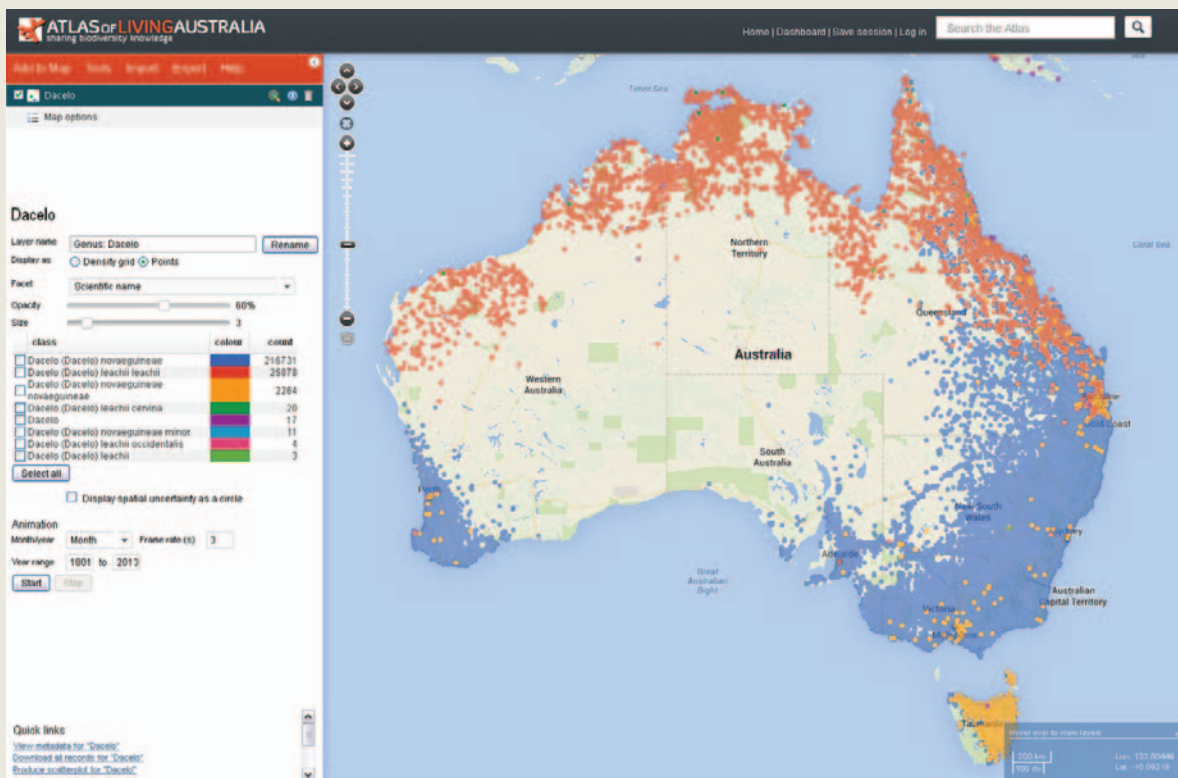 ATLAS OF LIVING AUSTRALIA
sharing biodiversity knowledge
Home | Dashboard | Save session | Log in
Search the Atlas
Add to Map Tools Import Export Help
Dacelo
Map options
Dacelo
Layer name Genus: Dacelo Rename
Display as Density grid Points
Facet Scientific name
Opacity 60%
Size 3
class colour count
Dacelo (Dacelo) novaeguineae 216731
Dacelo (Dacelo) leachii leachii 25878
Dacelo (Dacelo) novaeguineae
novaeguineae 2264
Dacelo (Dacelo) leachii cervina 20
Dacelo 17
Dacelo (Dacelo) novaeguineae minor 11
Dacelo (Dacelo) leachii occidentalis 4
Dacelo (Dacelo) leachii 3
Select all
Display spatial uncertainty as a circle
Animation
Month/year Month Frame rate (s) 3
Year range 1801 to 2013
Start Stop
Quick links
View metadata for "Dacelo"
Download all records for "Dacelo"
Produce scatterplot for "Dacelo"
Timor Sea
Sea
Coral Sea
Northern
Territory
Queensland
Australia
Western
Australia
South
Australia
Gold Coast
Perth
New South
Wales
Sydney
Adelaide
Great
Australian
Bight
Australian
Capital Territory
Victoria
Melbourne
Hover over to view layers
200 km
100 mi